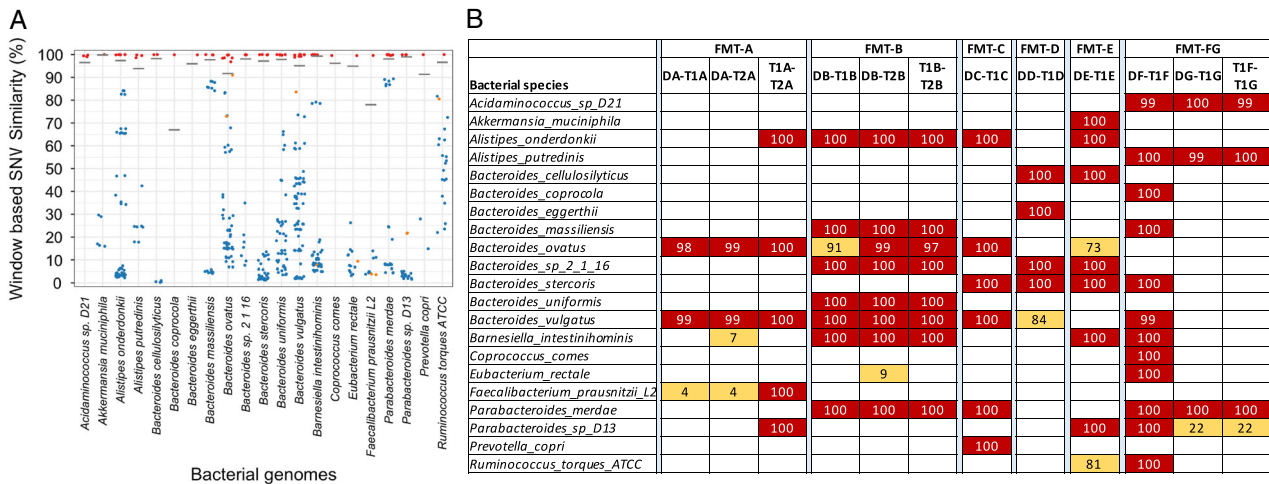 A
Window based SNV Similarity (%)
100
90
80
70
60
50
40
30
20
10
0
Acidaminococcus sp. D21
Akkermansia muciniphila
Alistipes onderdonkii
Alistipes putredinis
Bacteroides cellulosilyticus
Bacteroides coprocola
Bacteroides eggerthii
Bacteroides massiliensis
Bacteroides ovatus
Bacteroides sp. 2 1 16
Bacteroides stercoris
Bacteroides uniformis
Bacteroides vulgatus
Barnesiella intestinihominis
Coprococcus comes
Eubacterium rectale
Faecalibacterium prausnitzii L2
Parabacteroides merdae
Parabacteroides sp. D13
Prevotella copri
Ruminococcus torques ATCC
Bacterial genomes
B
FMT-A FMT-B FMT-C FMT-D FMT-E FMT-FG
Bacterial species DA-T1A DA-T2A T1A-T2A DB-T1B DB-T2B T1B-T2B DC-T1C DD-T1D DE-T1E DF-T1F DG-T1G T1F-T1G
Acidaminococcus_sp_D21 99 100 99
Akkermansia_muciniphila 100
Alistipes_onderdonkii 100 100 100 100 100 100
Alistipes_putredinis 100 99 100
Bacteroides_cellulosilyticus 100 100
Bacteroides_coprocola 100
Bacteroides_eggerthii 100
Bacteroides_massiliensis 100 100 100 100
Bacteroides_ovatus 98 99 100 91 99 97 100 73
Bacteroides_sp_2_1_16 100 100 100 100 100
Bacteroides_stercoris 100 100 100 100
Bacteroides_uniformis 100 100 100
Bacteroides_vulgatus 99 99 100 100 100 100 100 84 99
Barnesiella_intestinihominis 7 100 100 100 100 100
Coprococcus_comes 100
Eubacterium_rectale 9 100
Faecalibacterium_prausnitzii_L2 4 4 100
Parabacteroides_merdae 100 100 100 100 100 100 100
Parabacteroides_sp_D13 100 100 100 22 22
Prevotella_copri 100
Ruminococcus_torques_ATCC 81 100